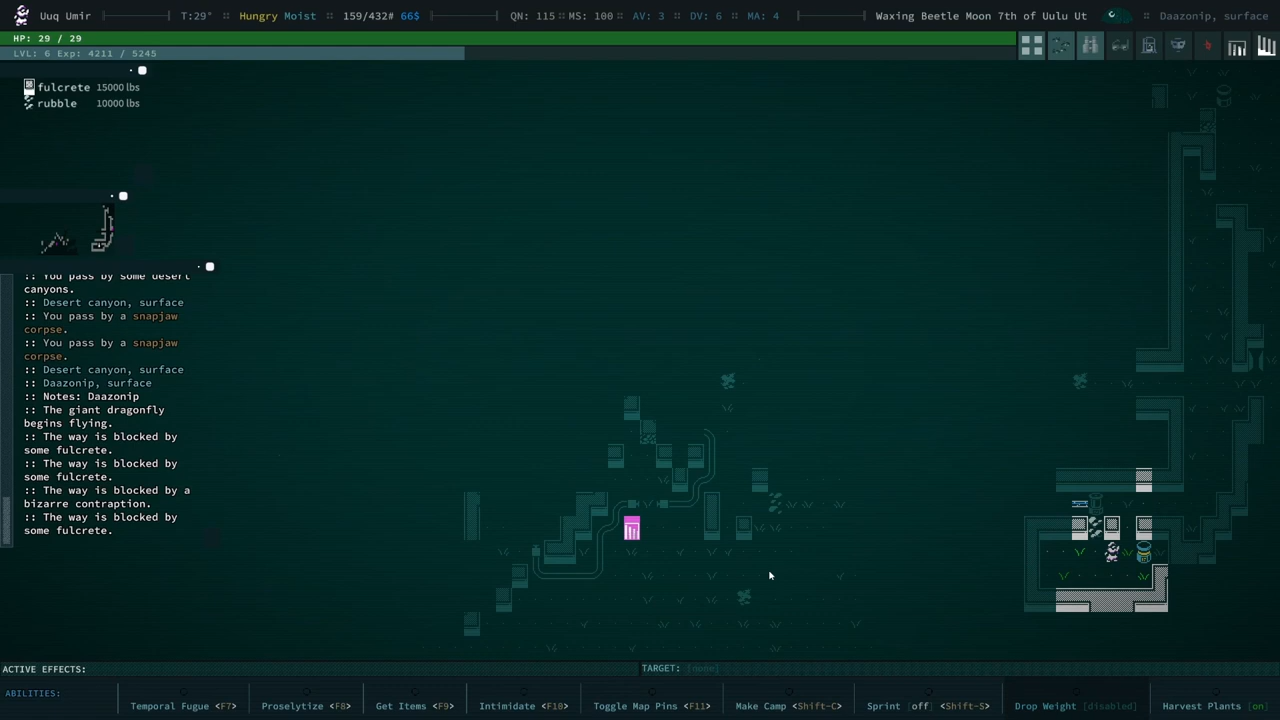 Uuq Umir T:29° :: Hungry Moist 159/432# 66$ QN: 115 :: MS: 100 :: AV: 3 :: DV: 6 :: MA: 4 Waxing Beetle Moon 7th of Uulu Ut :: Daazonip, surface
HP: 29 / 29
LVL: 6 Exp: 4211 / 5245
fulcrete 15000 lbs
rubble 10000 lbs
:: You pass by some desert
canyons.
:: Desert canyon, surface
:: You pass by a snapjaw
corpse.
:: You pass by a snapjaw
corpse.
:: Desert canyon, surface
:: Daazonip, surface
:: Notes: Daazonip
:: The giant dragonfly
begins flying.
:: The way is blocked by
some fulcrete.
:: The way is blocked by
some fulcrete.
:: The way is blocked by a
bizarre contraption.
:: The way is blocked by
some fulcrete.
ACTIVE EFFECTS: TARGET: [none]
ABILITIES: Temporal Fugue <F7> Proselytize <F8> Get Items <F9> Intimidate <F10> Toggle Map Pins <F11> Make Camp <Shift-C> Sprint [off] <Shift-S> Drop Weight [disabled] Harvest Plants [on]